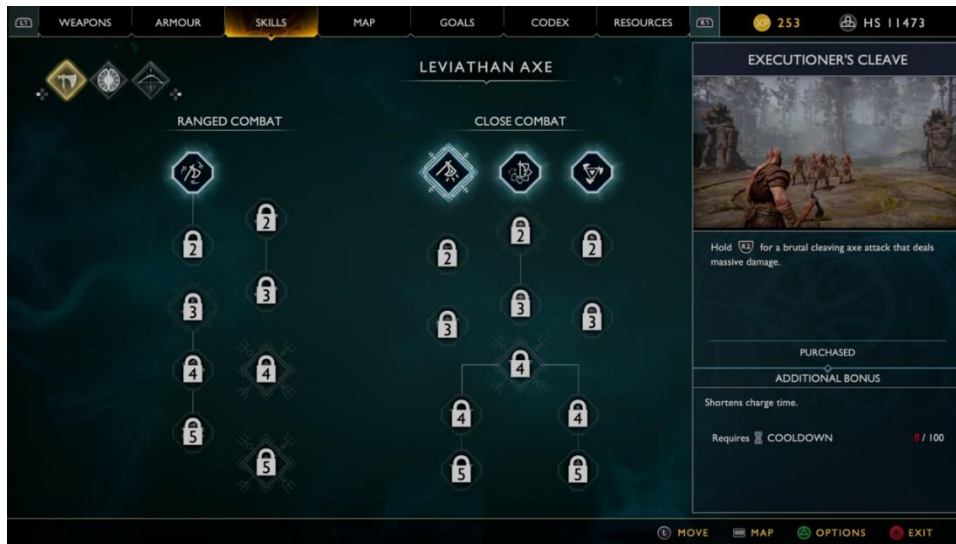 L1 WEAPONS ARMOUR SKILLS MAP GOALS CODEX RESOURCES R1 XP 253 HS 11473
LEVIATHAN AXE
RANGED COMBAT
CLOSE COMBAT
2
2
2
2
2
3
3
3
3
3
4
4
4
4
4
5
5
5
5
EXECUTIONER'S CLEAVE
Hold R2 for a brutal cleaving axe attack that deals
massive damage.
PURCHASED
ADDITIONAL BONUS
Shortens charge time.
Requires COOLDOWN 0 / 100
L MOVE MAP OPTIONS EXIT